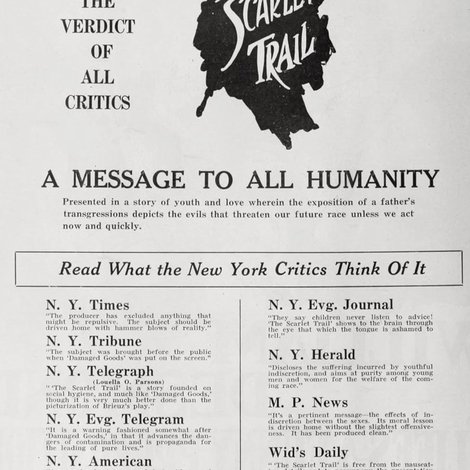 THE
VERDICT
OF
ALL
CRITICS
SCARLET
TRAIL
A MESSAGE TO ALL HUMANITY
Presented in a story of youth and love wherein the exposition of a father's
transgressions depicts the evils that threaten our future race unless we act
now and quickly.
Read What the New York Critics Think Of It
N. Y. Times
"The producer has excluded anything that
might be repulsive. The subject should be
driven home with hammer blows of reality."
N. Y. Tribune
"The subject was brought before the public
when 'Damaged Goods' was put on the screen."
N. Y. Telegraph
(Louella O. Parsons)
"'The Scarlet Trail' is a story founded on
social hygiene, and much like 'Damaged Goods,'
though it is very much better done than the
picturization of Brieux's play."
N. Y. Evg. Telegram
"It is a warning fashioned somewhat after
'Damaged Goods,' in that it advances the dan-
gers of contamination and is propaganda for
the leading of pure lives."
N. Y. American
N. Y. Evg. Journal
"They say children never listen to advice!
'The Scarlet Trail' shows to the brain through
the eye that which the tongue is ashamed to
tell."
N. Y. Herald
"Discloses the suffering incurred by youthful
indiscretion, and aims at purity among young
men and women for the welfare of the com-
ing race."
M. P. News
"It's a pertinent message—the effects of in-
discretion between the sexes. Its moral lesson
is driven home without the slightest offensive-
ness. It has been produced clean."
Wid's Daily
"'The Scarlet Trail' is free from the nauseat-